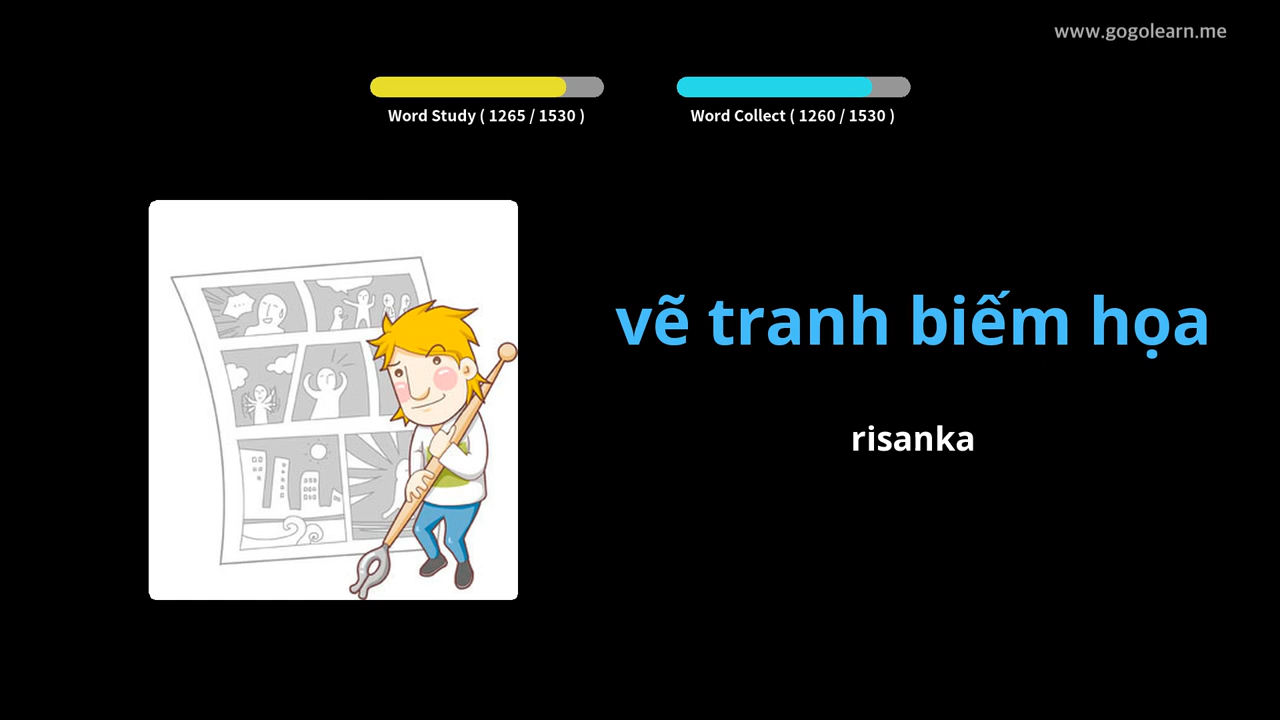 www.gogolearn.me
Word Study ( 1265 / 1530 )
Word Collect ( 1260 / 1530 )
vẽ tranh biếm họa
risanka